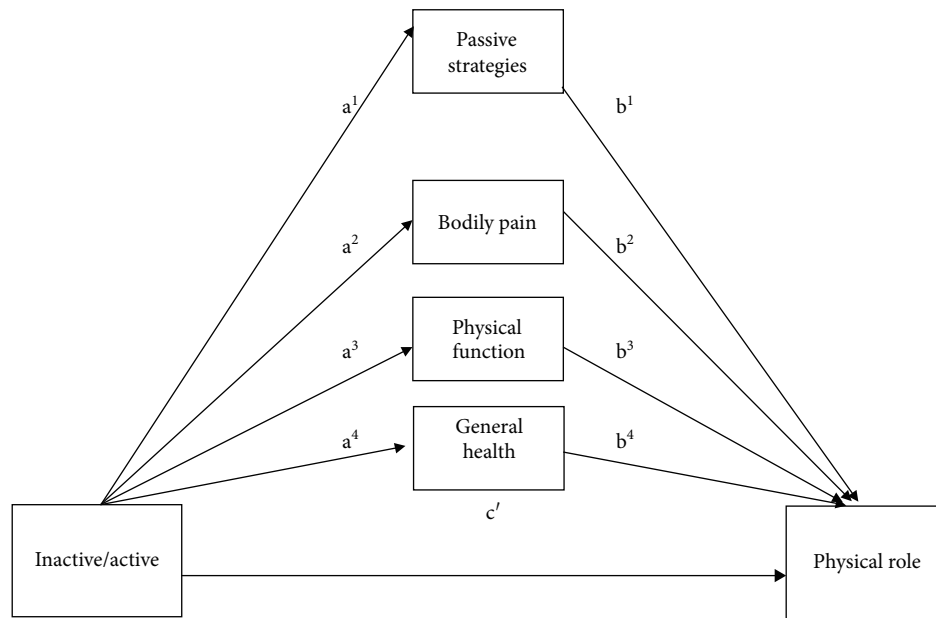 Passive
strategies
a¹
b¹
Bodily pain
a²
b²
Physical
function
a³
b³
General
health
a⁴
b⁴
c′
Inactive/active
Physical role